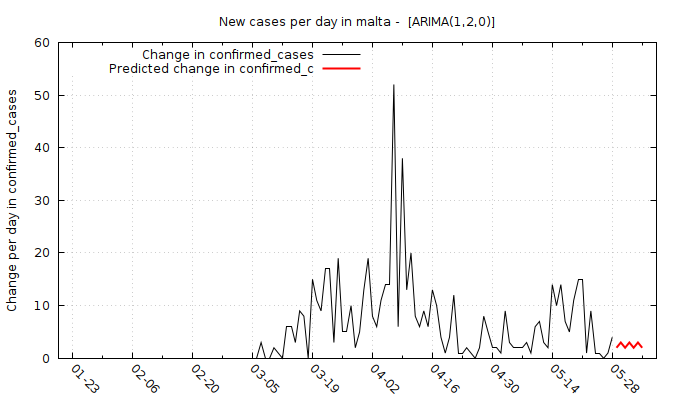 New cases per day in malta - [ARIMA(1,2,0)]
Change in confirmed_cases
Predicted change in confirmed_c
Change per day in confirmed_cases
60
50
40
30
20
10
0
01-23 02-06 02-20 03-05 03-19 04-02 04-16 04-30 05-14 05-28